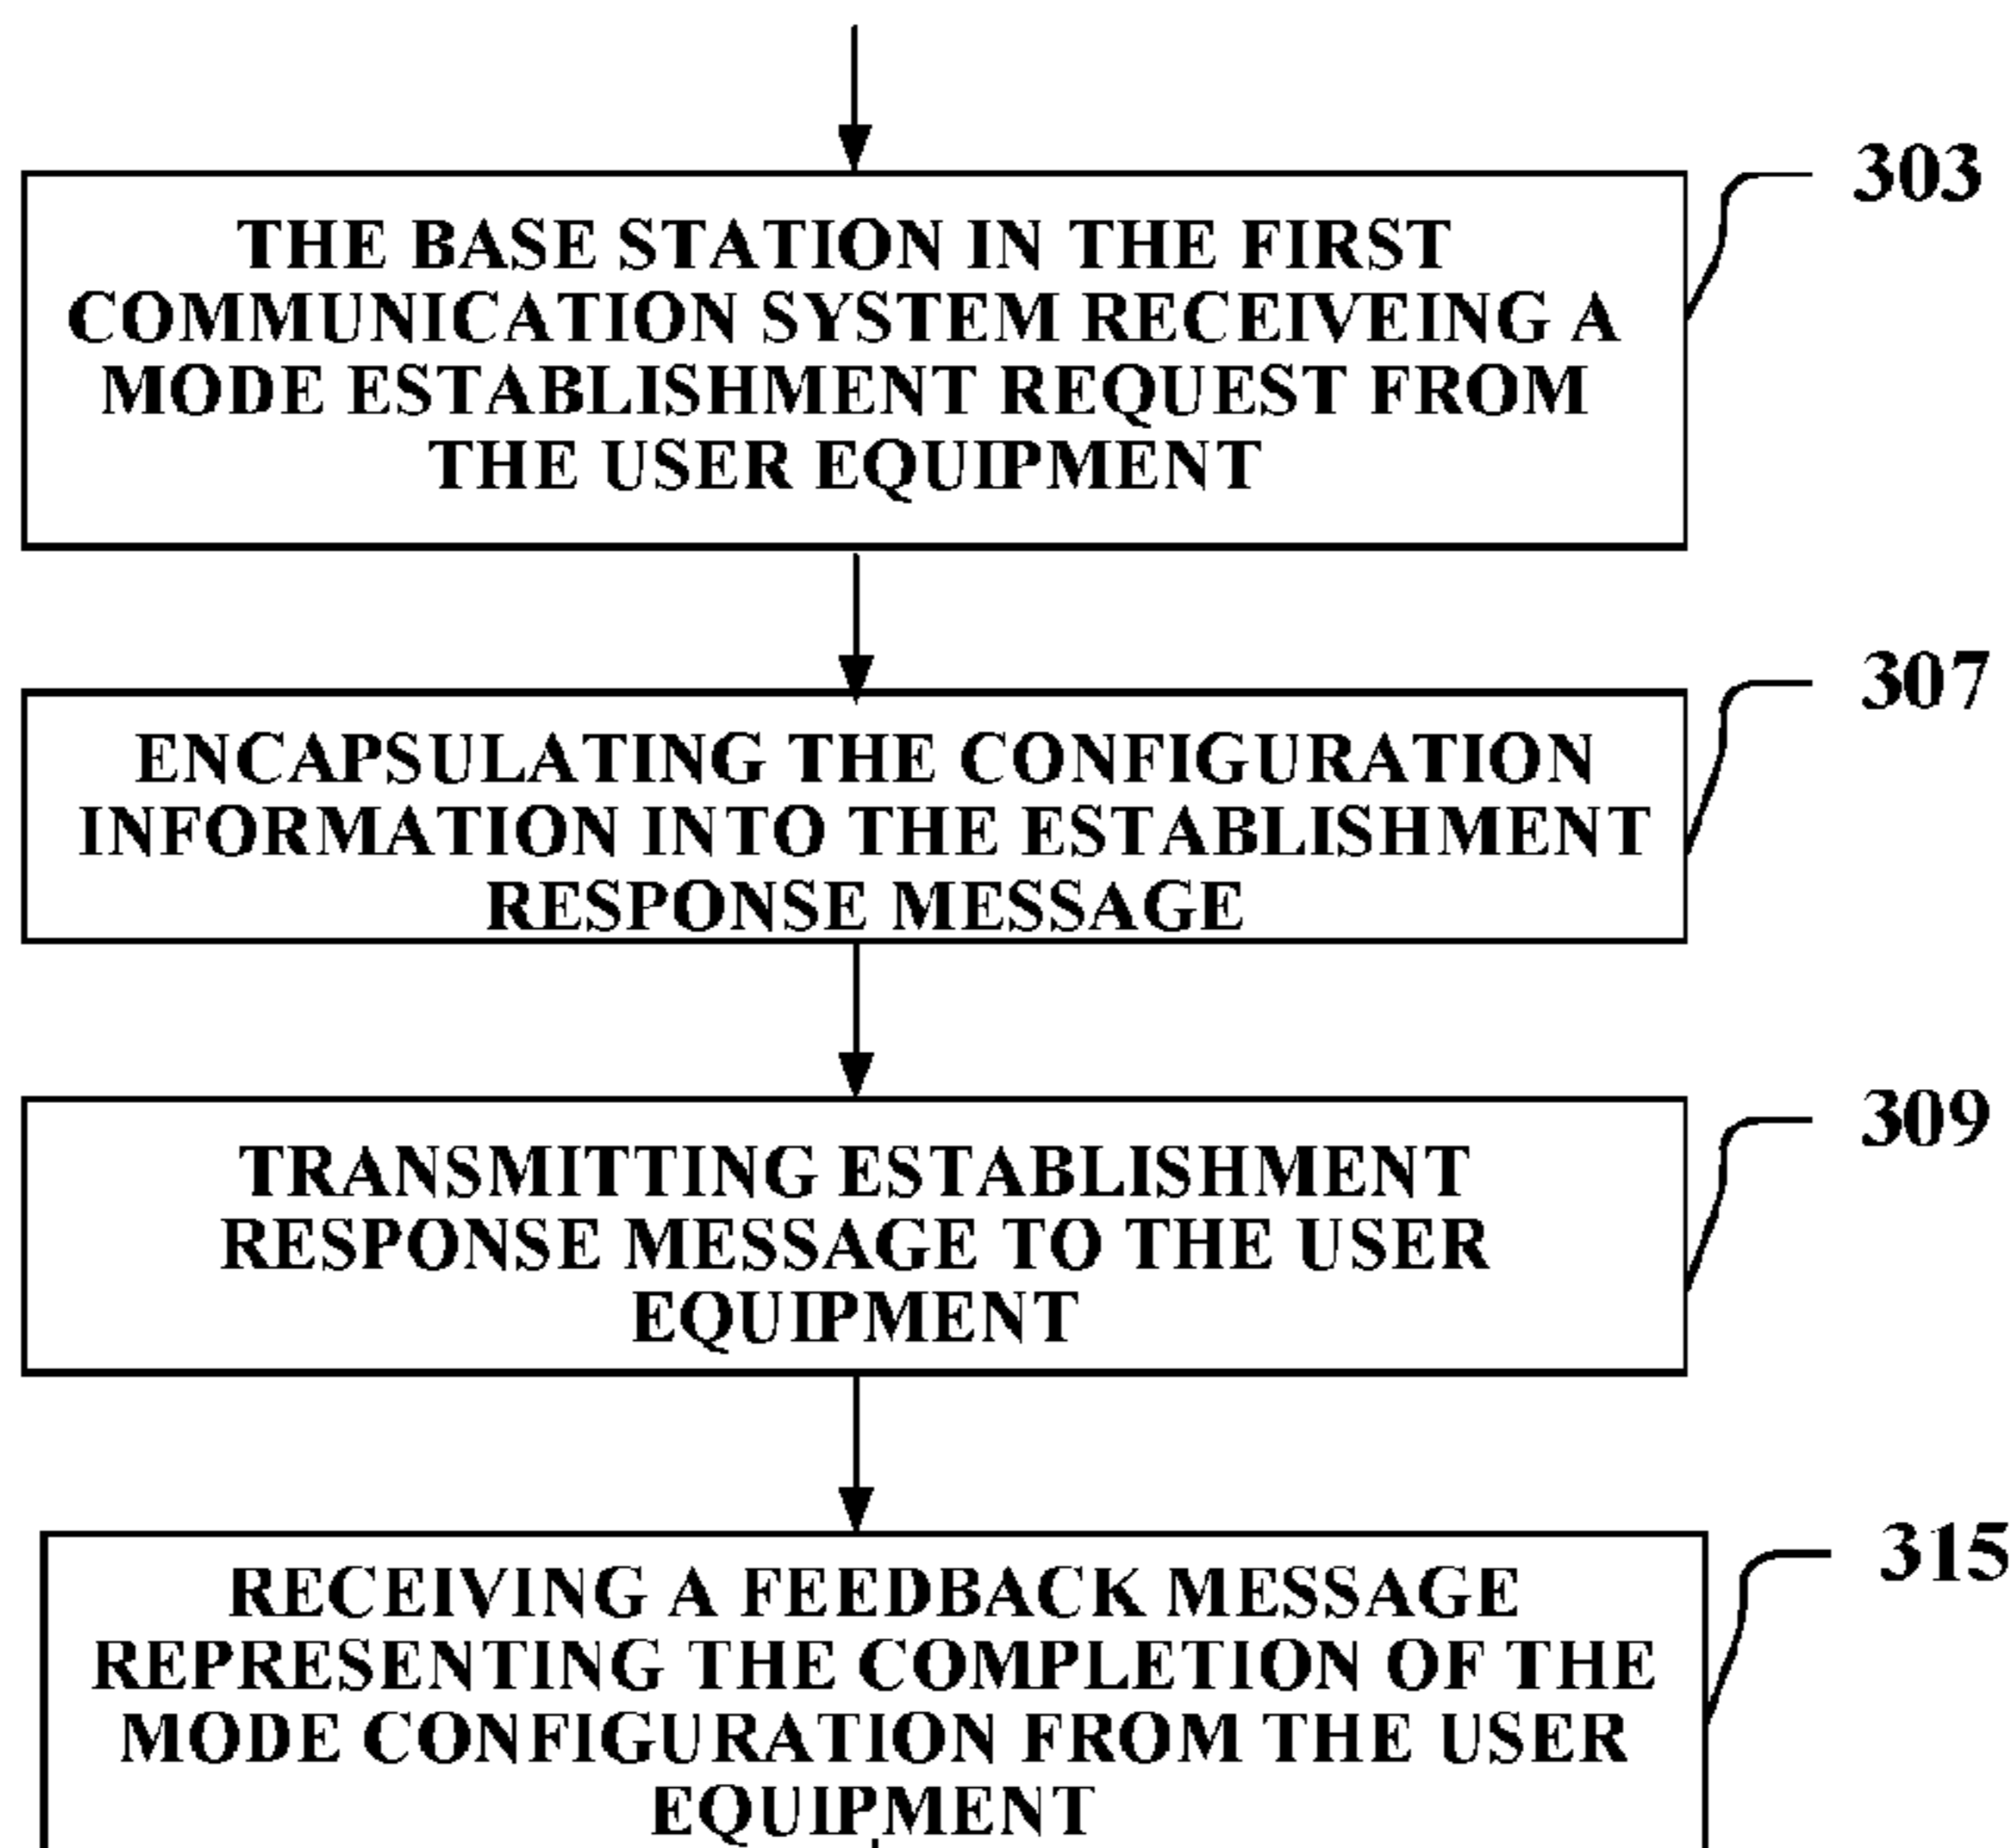 303
THE BASE STATION IN THE FIRST
COMMUNICATION SYSTEM RECEIVEING A
MODE ESTABLISHMENT REQUEST FROM
THE USER EQUIPMENT
307
ENCAPSULATING THE CONFIGURATION
INFORMATION INTO THE ESTABLISHMENT
RESPONSE MESSAGE
309
TRANSMITTING ESTABLISHMENT
RESPONSE MESSAGE TO THE USER
EQUIPMENT
315
RECEIVING A FEEDBACK MESSAGE
REPRESENTING THE COMPLETION OF THE
MODE CONFIGURATION FROM THE USER
EQUIPMENT